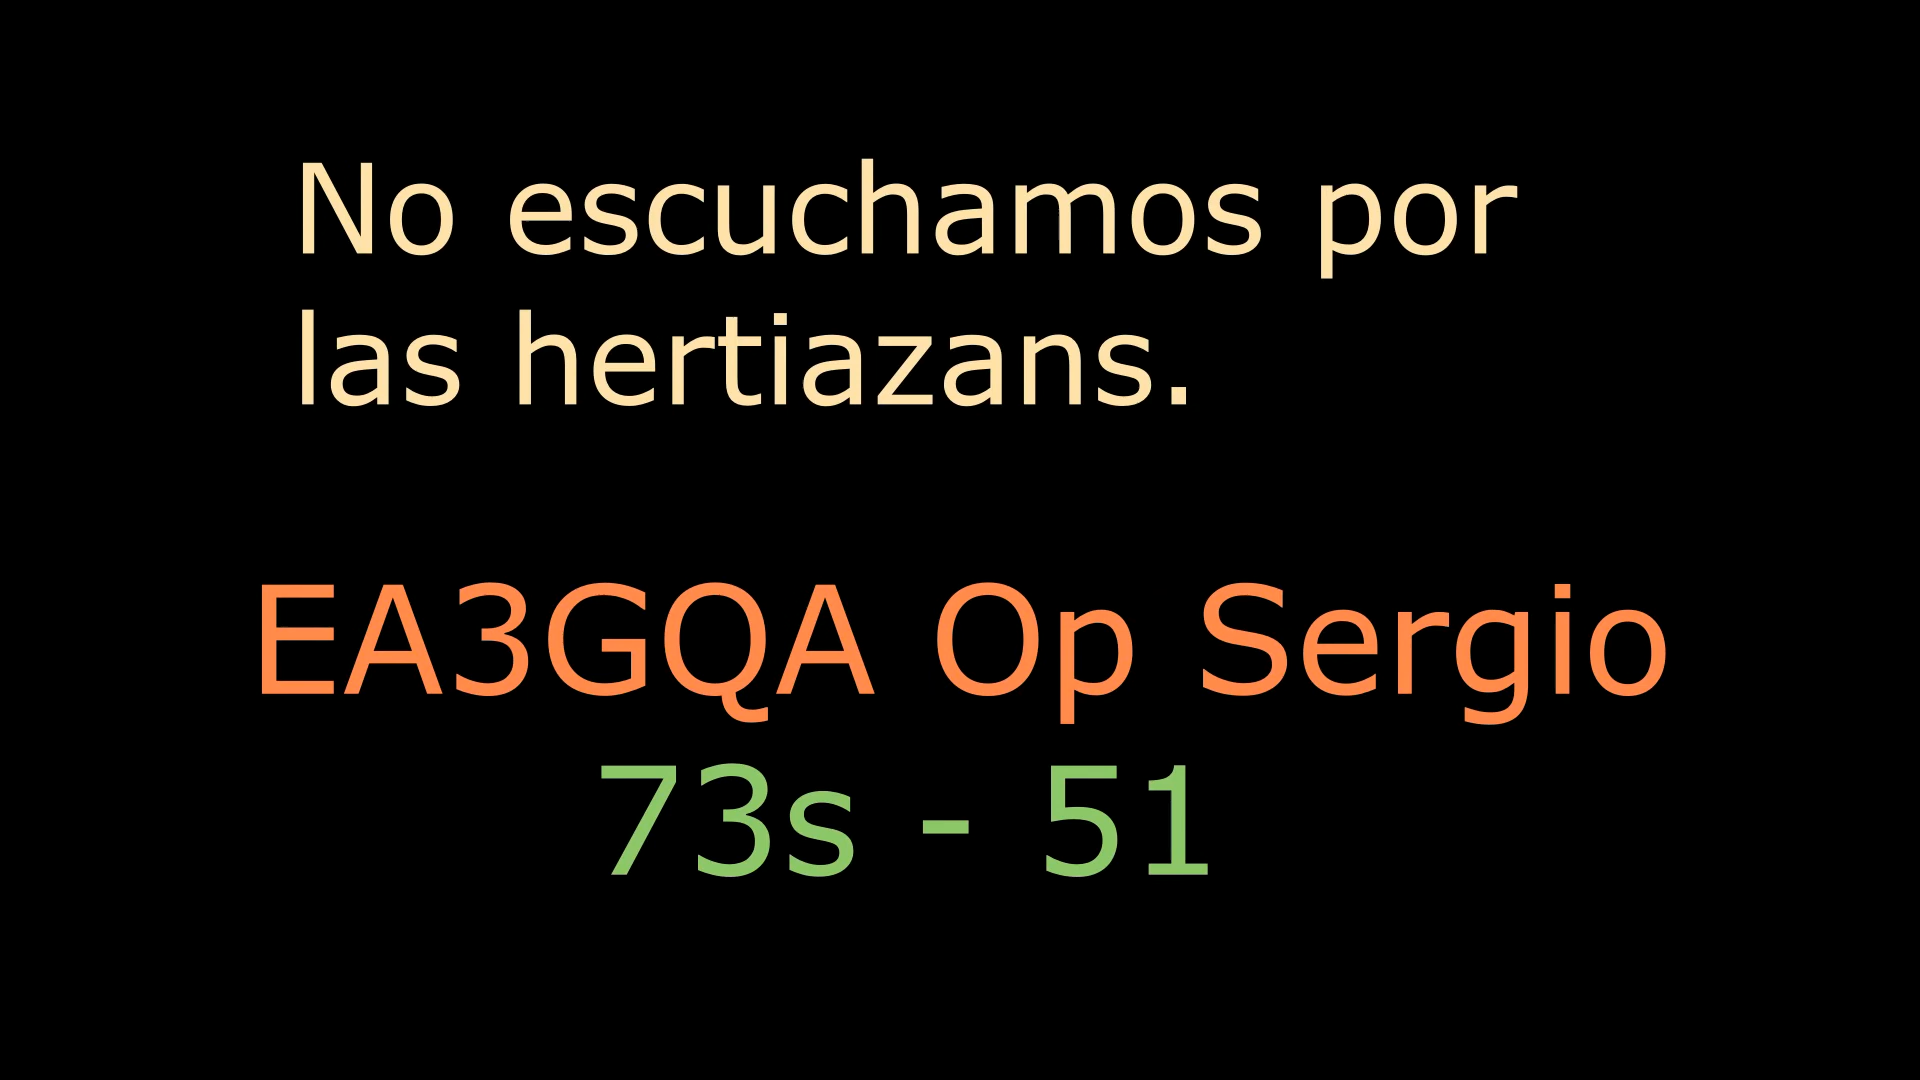 No escuchamos por
las hertiazans.
EA3GQA Op Sergio
73s - 51